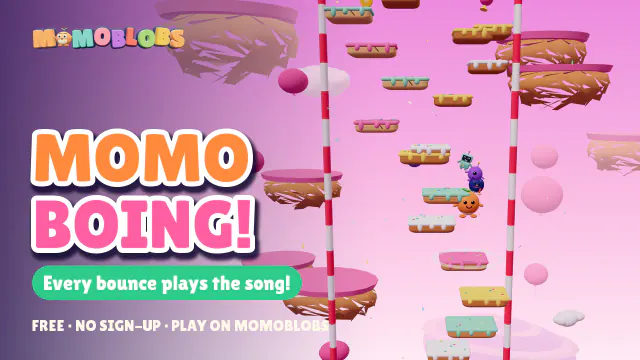 MOMOBLOBS
MOMO
BOING!
Every bounce plays the song!
FREE · NO SIGN-UP · PLAY ON MOMOBLOBS